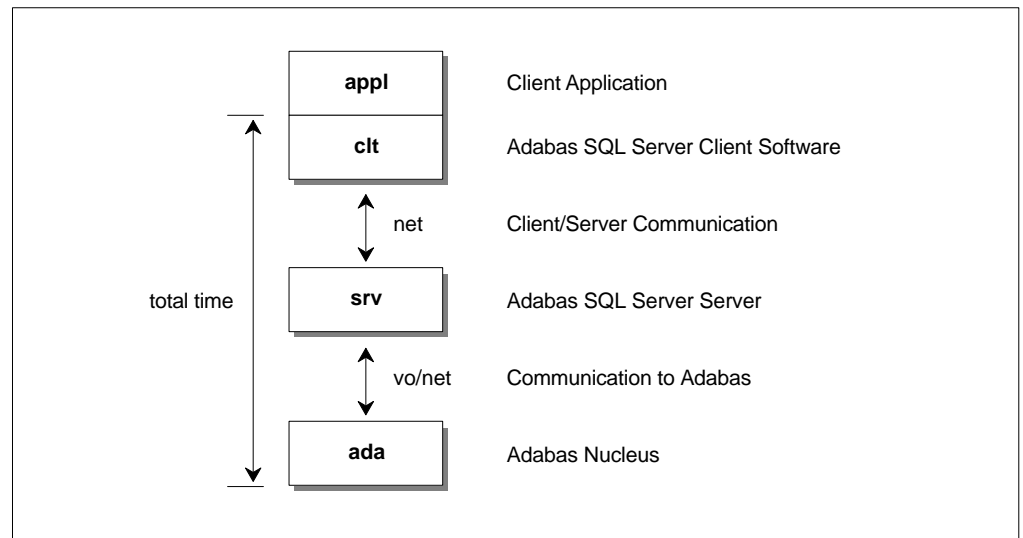 appl Client Application
clt Adabas SQL Server Client Software
net Client/Server Communication
total time srv Adabas SQL Server Server
vo/net Communication to Adabas
ada Adabas Nucleus